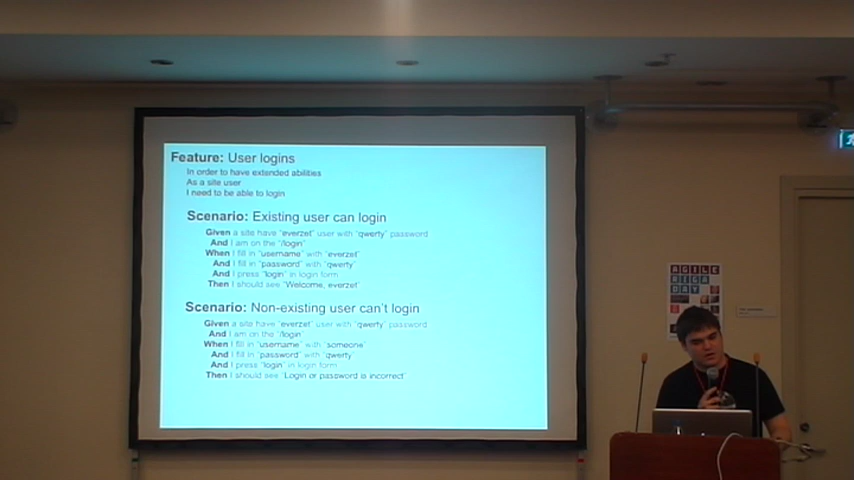 Feature: User logins
In order to have extended abilities
As a site user
I need to be able to login
Scenario: Existing user can login
Given a site have "everzet" user with "qwerty" password
And I am on the "/login"
When I fill in "username" with "everzet"
And I fill in "password" with "qwerty"
And I press "login" in login form
Then I should see "Welcome, everzet"
Scenario: Non-existing user can't login
Given a site have "everzet" user with "qwerty" password
And I am on the "/login"
When I fill in "username" with "someone"
And I fill in "password" with "qwerty"
And I press "login" in login form
Then I should see "Login or password is incorrect"
AGILE
RIGA
DAY